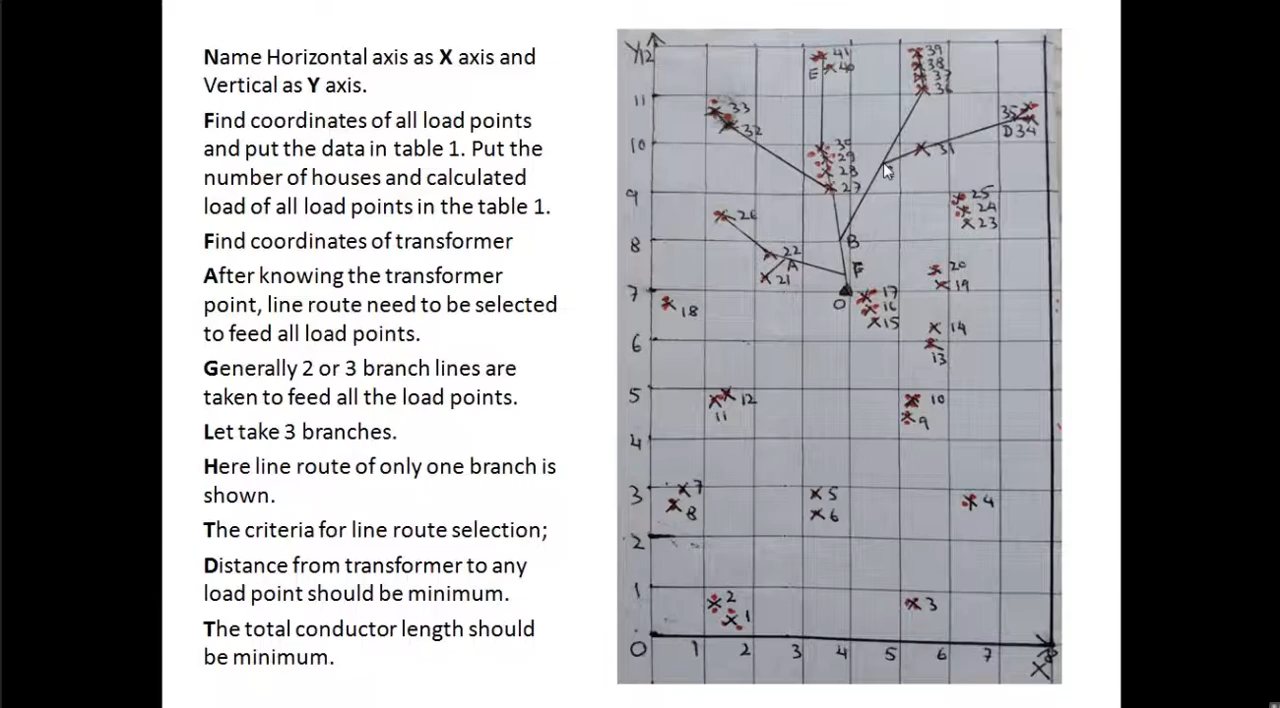 Name Horizontal axis as X axis and
Vertical as Y axis.
Find coordinates of all load points
and put the data in table 1. Put the
number of houses and calculated
load of all load points in the table 1.
Find coordinates of transformer
After knowing the transformer
point, line route need to be selected
to feed all load points.
Generally 2 or 3 branch lines are
taken to feed all the load points.
Let take 3 branches.
Here line route of only one branch is
shown.
The criteria for line route selection;
Distance from transformer to any
load point should be minimum.
The total conductor length should
be minimum.
Y 12
41
E 40
39
38
37
36
11
33
32
35
D 34
10
30
29
31
28
27
9
25
24
23
26
8
B
22
A
F
20
21
19
7
O
17
16
18
15
14
6
13
5
12
10
11
9
4
3
7
5
4
8
6
2
1
2
3
1
O 1 2 3 4 5 6 7 8
X